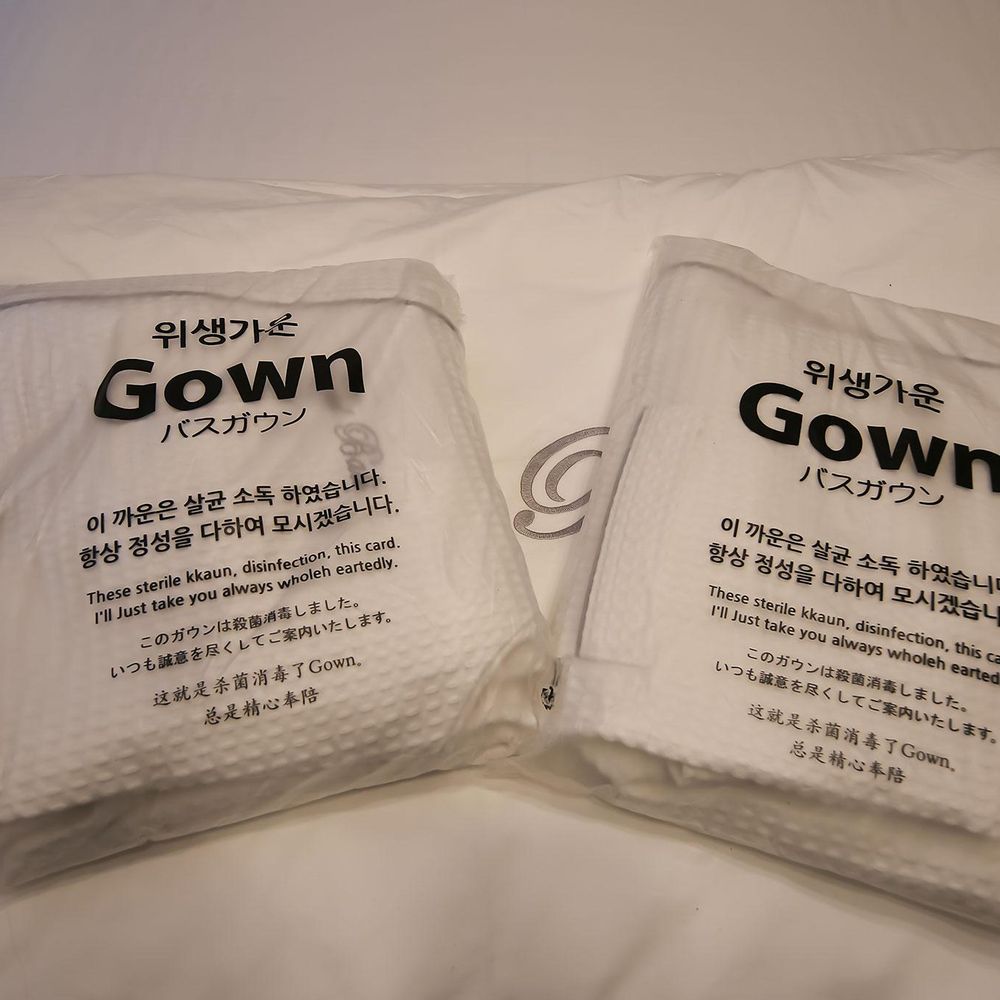 위생가운
Gown
バスガウン
이 까운은 살균 소독 하였습니다.
항상 정성을 다하여 모시겠습니다.
These sterile kkaun, disinfection, this card.
I'll Just take you always wholeh eartedly.
このガウンは殺菌消毒しました。
いつも誠意を尽くしてご案内いたします。
这就是杀菌消毒了Gown。
总是精心奉陪
위생가운
Gown
バスガウン
이 까운은 살균 소독 하였습니
항상 정성을 다하여 모시겠습니
These sterile kkaun, disinfection, this ca
I'll Just take you always wholeh earted
このガウンは殺菌消毒しました。
いつも誠意を尽くしてご案内いたします。
这就是杀菌消毒了Gown。
总是精心奉陪